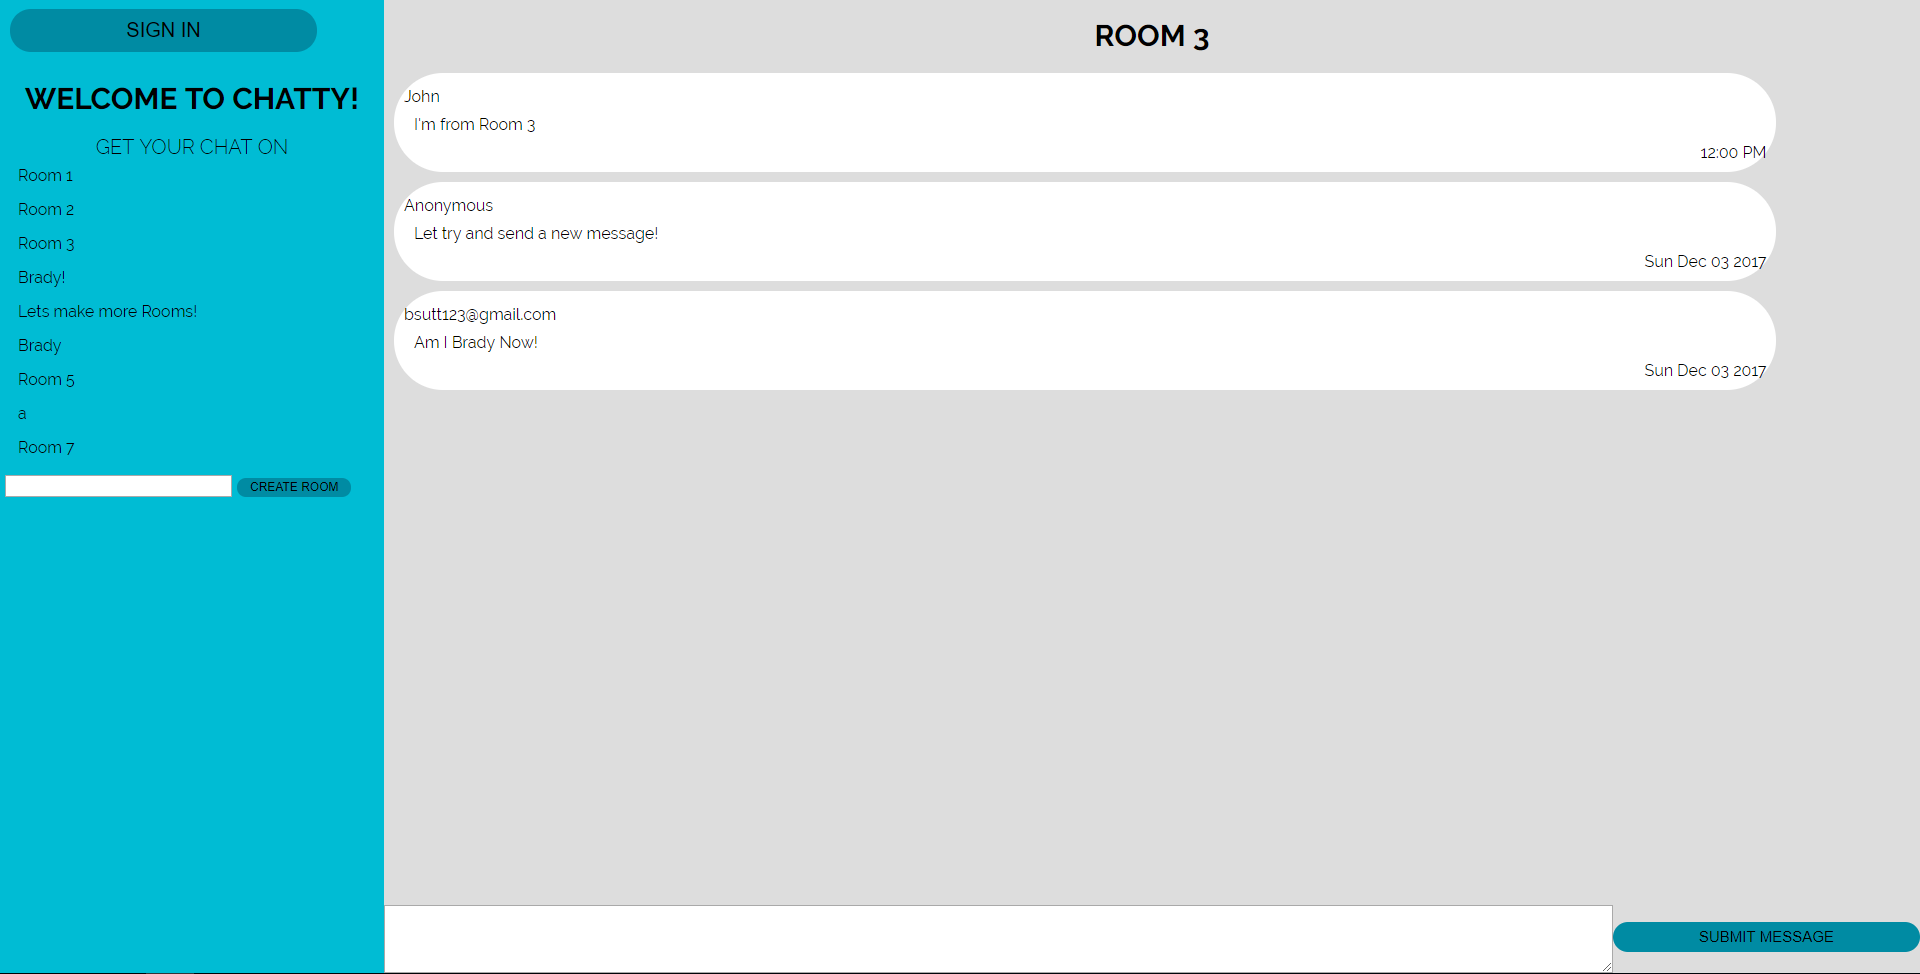 SIGN IN
WELCOME TO CHATTY!
GET YOUR CHAT ON
Room 1
Room 2
Room 3
Brady!
Lets make more Rooms!
Brady
Room 5
a
Room 7
CREATE ROOM
ROOM 3
John
I'm from Room 3
12:00 PM
Anonymous
Let try and send a new message!
Sun Dec 03 2017
bsutt123@gmail.com
Am I Brady Now!
Sun Dec 03 2017
SUBMIT MESSAGE